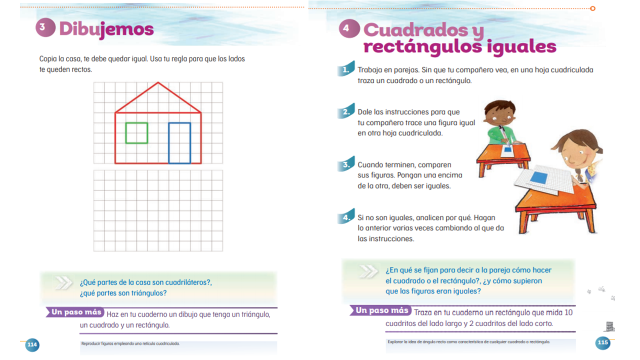 3 Dibujemos
Copia la casa, te debe quedar igual. Usa tu regla para que los lados
te queden rectos.
¿Qué partes de la casa son cuadriláteros?,
¿qué partes son triángulos?
Un paso más Haz en tu cuaderno un dibujo que tenga un triángulo,
un cuadrado y un rectángulo.
114
Reproducir figuras empleando una retícula cuadriculada.
4 Cuadrados y
rectángulos iguales
1. Trabaja en parejas. Sin que tu compañero vea, en una hoja cuadriculada
traza un cuadrado o un rectángulo.
2. Dale las instrucciones para que
tu compañero trace una figura igual
en otra hoja cuadriculada.
3. Cuando terminen, comparen
sus figuras. Pongan una encima
de la otra, deben ser iguales.
4. Si no son iguales, analicen por qué. Hagan
lo anterior varias veces cambiando al que da
las instrucciones.
¿En qué se fijan para decir a la pareja cómo hacer
el cuadrado o el rectángulo?, ¿y cómo supieron
que las figuras eran iguales?
Un paso más Traza en tu cuaderno un rectángulo que mida 10
cuadritos del lado largo y 2 cuadritos del lado corto.
Explorar la idea de ángulo recto como característica de cualquier cuadrado o rectángulo.
115